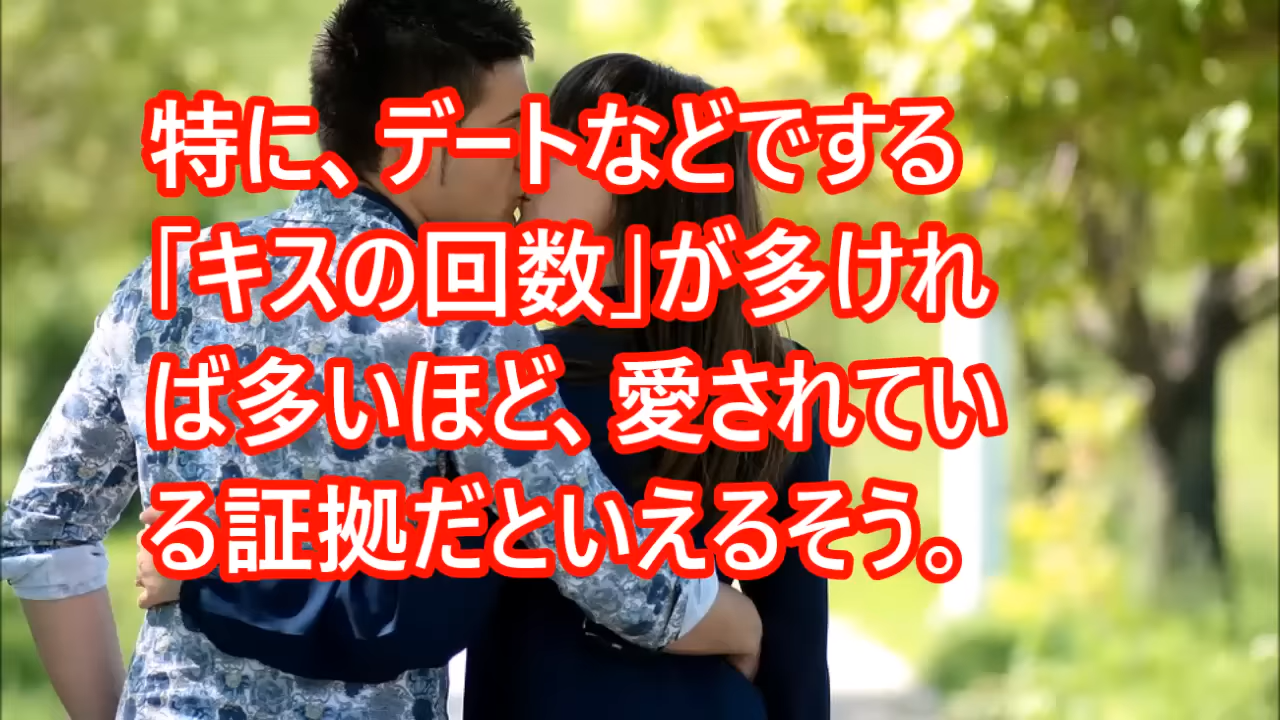 特に、デートなどでする
「キスの回数」が多けれ
ば多いほど、愛されてい
る証拠だといえるそう。